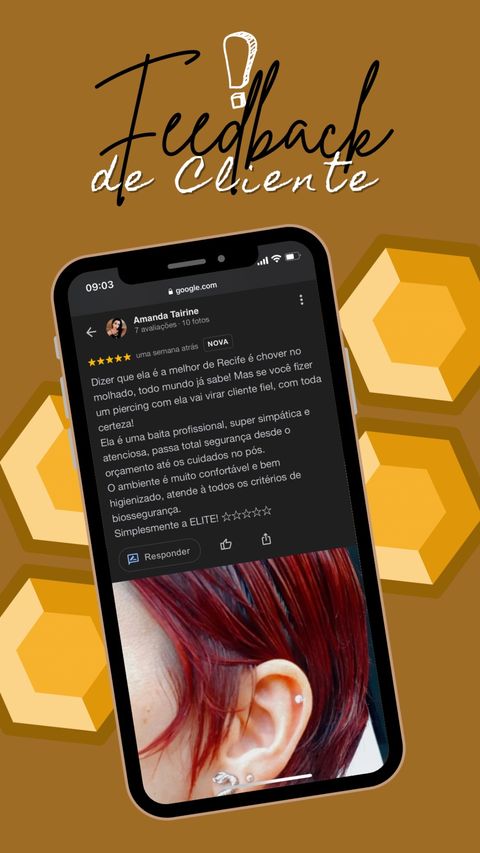 Feedback
de Cliente
09:03
google.com
Amanda Tairine
7 avaliações · 10 fotos
uma semana atrás NOVA
Dizer que ela é a melhor de Recife é chover no
molhado, todo mundo já sabe! Mas se você fizer
um piercing com ela vai virar cliente fiel, com toda
certeza!
Ela é uma baita profissional, super simpática e
atenciosa, passa total segurança desde o
orçamento até os cuidados no pós.
O ambiente é muito confortável e bem
higienizado, atende à todos os critérios de
biossegurança.
Simplesmente a ELITE! ☆☆☆☆☆
Responder